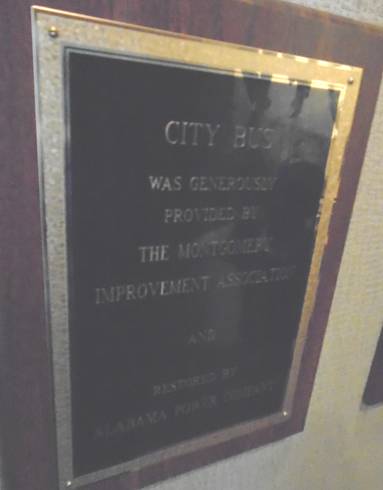 CITY BUS
WAS GENEROUSLY
PROVIDED BY
THE MONTGOMERY
IMPROVEMENT ASSOCIATION
AND
RESTORED BY
ALABAMA POWER COMPANY